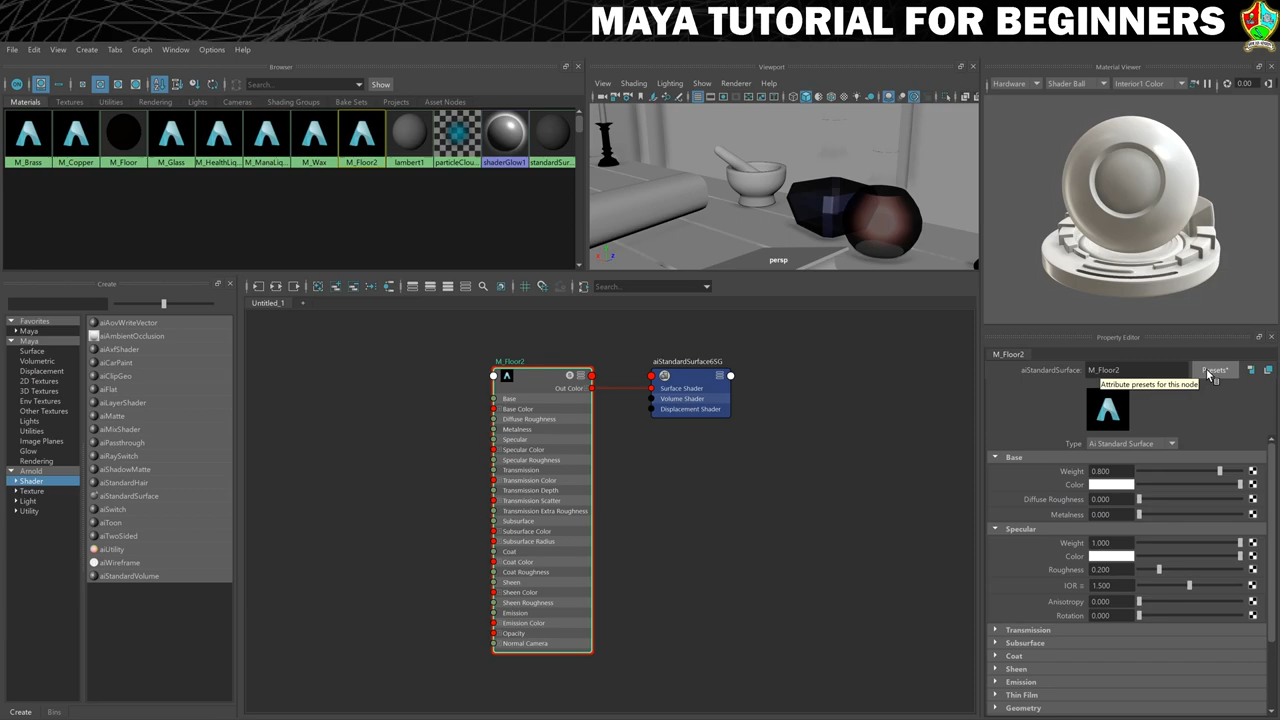 MAYA TUTORIAL FOR BEGINNERS
File Edit View Create Tabs Graph Window Options Help
Browser
Viewport
Material Viewer
ON Search... Show
View Shading Lighting Show Renderer Help
Hardware Shader Ball Interior1 Color 0.00
Materials Textures Utilities Rendering Lights Cameras Shading Groups Bake Sets Projects Asset Nodes
M_Brass M_Copper M_Floor M_Glass M_HealthLiq... M_ManaLiq... M_Wax M_Floor2 lambert1 particleClou... shaderGlow1 standardSur...
persp
Create
Search...
Untitled_1 +
Favorites
Maya
Maya
Surface
Volumetric
Displacement
2D Textures
3D Textures
Env Textures
Other Textures
Lights
Utilities
Image Planes
Glow
Rendering
Arnold
Shader
Texture
Light
Utility
aiAovWriteVector
aiAmbientOcclusion
aiAxfShader
aiCarPaint
aiClipGeo
aiFlat
aiLayerShader
aiMatte
aiMixShader
aiPassthrough
aiRaySwitch
aiShadowMatte
aiStandardHair
aiStandardSurface
aiSwitch
aiToon
aiTwoSided
aiUtility
aiWireframe
aiStandardVolume
M_Floor2
Out Color
Base
Base Color
Diffuse Roughness
Metalness
Specular
Specular Color
Specular Roughness
Transmission
Transmission Color
Transmission Depth
Transmission Scatter
Transmission Extra Roughness
Subsurface
Subsurface Color
Subsurface Radius
Coat
Coat Color
Coat Roughness
Sheen
Sheen Color
Sheen Roughness
Emission
Emission Color
Opacity
Normal Camera
aiStandardSurface6SG
Surface Shader
Volume Shader
Displacement Shader
Property Editor
M_Floor2
aiStandardSurface: M_Floor2 Presets*
Attribute presets for this node
Type Ai Standard Surface
Base
Weight 0.800
Color
Diffuse Roughness 0.000
Metalness 0.000
Specular
Weight 1.000
Color
Roughness 0.200
IOR = 1.500
Anisotropy 0.000
Rotation 0.000
Transmission
Subsurface
Coat
Sheen
Emission
Thin Film
Geometry
Create Bins